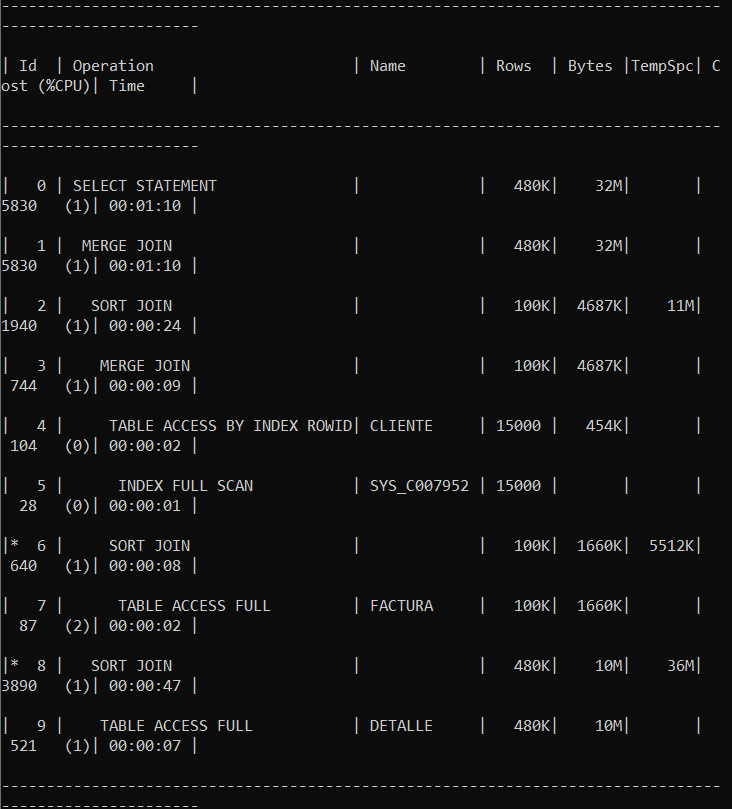 --------------------------------------------------------------------------------
----------------------
| Id  | Operation                      | Name         | Rows  | Bytes |TempSpc| C
ost (%CPU)| Time     |
--------------------------------------------------------------------------------
----------------------
|   0 | SELECT STATEMENT               |              |   480K|    32M|       |
5830   (1)| 00:01:10 |
|   1 |  MERGE JOIN                    |              |   480K|    32M|       |
5830   (1)| 00:01:10 |
|   2 |   SORT JOIN                    |              |   100K|  4687K|    11M|
1940   (1)| 00:00:24 |
|   3 |    MERGE JOIN                  |              |   100K|  4687K|       |
 744   (1)| 00:00:09 |
|   4 |     TABLE ACCESS BY INDEX ROWID| CLIENTE      | 15000 |   454K|       |
 104   (0)| 00:00:02 |
|   5 |      INDEX FULL SCAN           | SYS_C007952 | 15000 |       |       |
  28   (0)| 00:00:01 |
|*  6 |     SORT JOIN                  |              |   100K|  1660K|  5512K|
 640   (1)| 00:00:08 |
|   7 |      TABLE ACCESS FULL         | FACTURA      |   100K|  1660K|       |
  87   (2)| 00:00:02 |
|*  8 |   SORT JOIN                    |              |   480K|    10M|    36M|
3890   (1)| 00:00:47 |
|   9 |    TABLE ACCESS FULL           | DETALLE      |   480K|    10M|       |
 521   (1)| 00:00:07 |
--------------------------------------------------------------------------------
----------------------